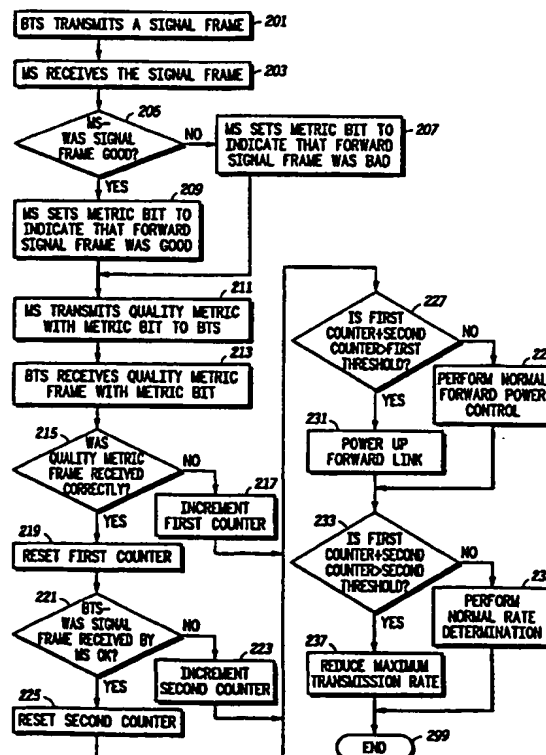 BTS TRANSMITS A SIGNAL FRAME
201
MS RECEIVES THE SIGNAL FRAME
203
205
MS-
WAS SIGNAL
FRAME GOOD?
NO
YES
207
MS SETS METRIC BIT TO
INDICATE THAT FORWARD
SIGNAL FRAME WAS BAD
209
MS SETS METRIC BIT TO
INDICATE THAT FORWARD
SIGNAL FRAME WAS GOOD
211
MS TRANSMITS QUALITY METRIC
WITH METRIC BIT TO BTS
213
BTS RECEIVES QUALITY METRIC
FRAME WITH METRIC BIT
215
WAS
QUALITY METRIC
FRAME RECEIVED
CORRECTLY?
NO
YES
217
INCREMENT
FIRST COUNTER
219
RESET FIRST COUNTER
221
BTS-
WAS SIGNAL
FRAME RECEIVED BY
MS OK?
NO
YES
223
INCREMENT
SECOND COUNTER
225
RESET SECOND COUNTER
227
IS FIRST
COUNTER+SECOND
COUNTER>FIRST
THRESHOLD?
NO
YES
22
PERFORM NORMAL
FORWARD POWER
CONTROL
231
POWER UP
FORWARD LINK
233
IS FIRST
COUNTER+SECOND
COUNTER>SECOND
THRESHOLD?
NO
YES
23
PERFORM
NORMAL RATE
DETERMINATION
237
REDUCE MAXIMUM
TRANSMISSION RATE
END
299